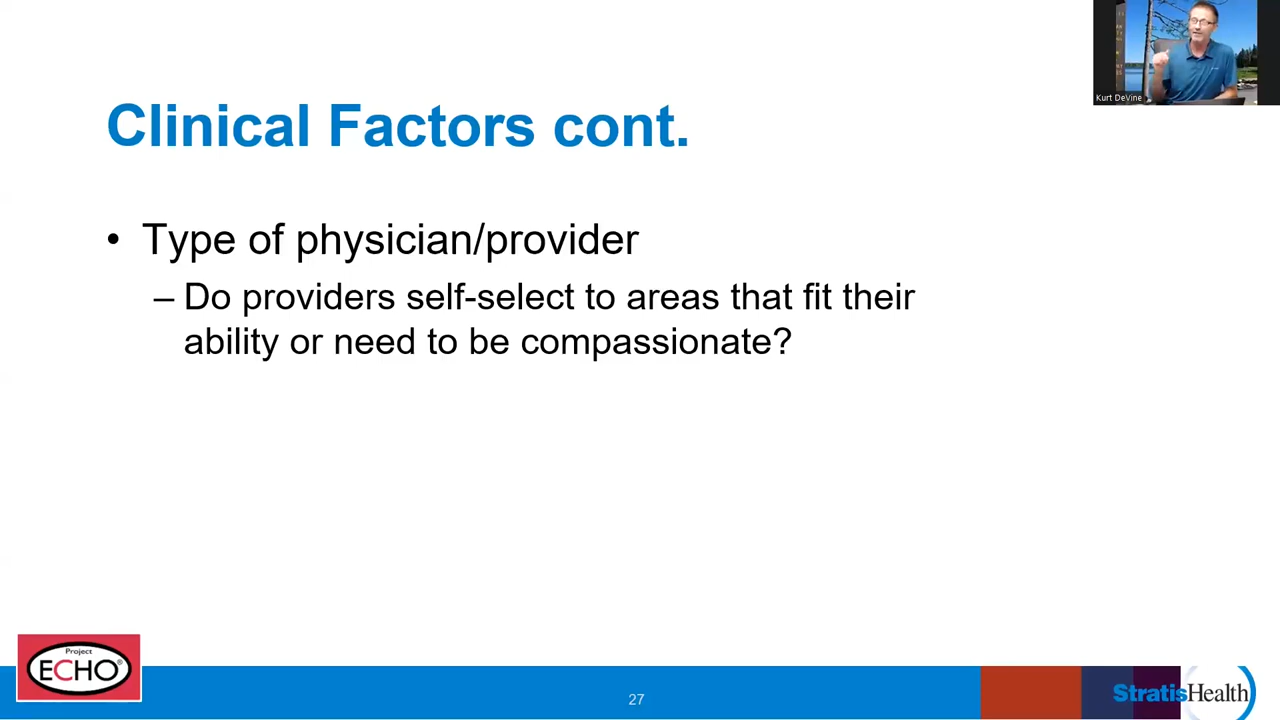 Kurt DeVine
Clinical Factors cont.
• Type of physician/provider
– Do providers self-select to areas that fit their
ability or need to be compassionate?
Project
ECHO®
27
StratisHealth